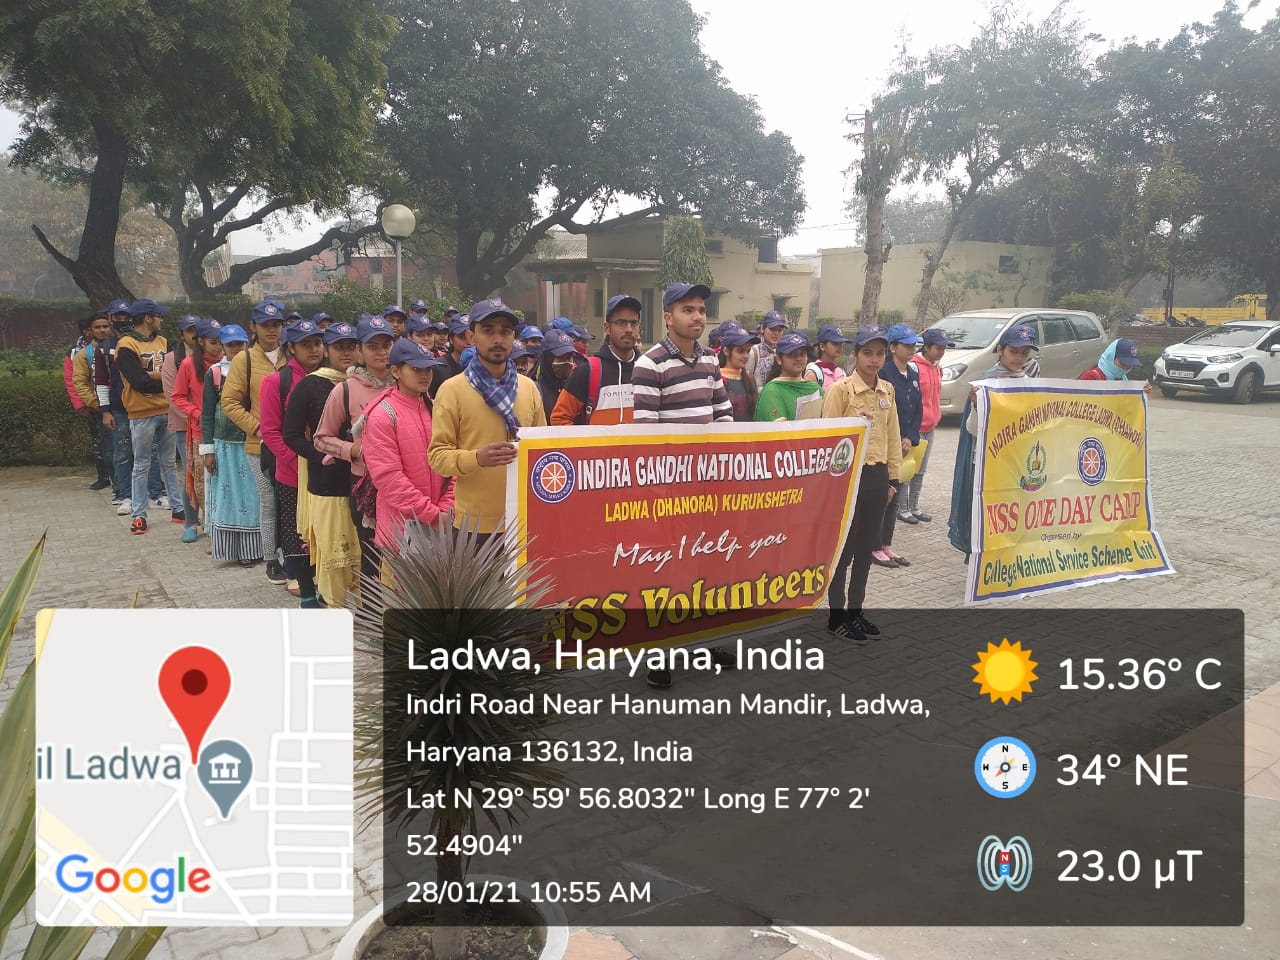 INDIRA GANDHI NATIONAL COLLEGE
LADWA (DHANORA) KURUKSHETRA
May I help you
NSS Volunteers
INDIRA GANDHI NATIONAL COLLEGE LADWA (DHANORA)
NSS ONE DAY CAMP
Organised by
College National Service Scheme Unit
il Ladwa
Google
Ladwa, Haryana, India
Indri Road Near Hanuman Mandir, Ladwa,
Haryana 136132, India
Lat N 29° 59' 56.8032" Long E 77° 2'
52.4904"
28/01/21 10:55 AM
15.36° C
N
W E
S
34° NE
N
S
23.0 µT